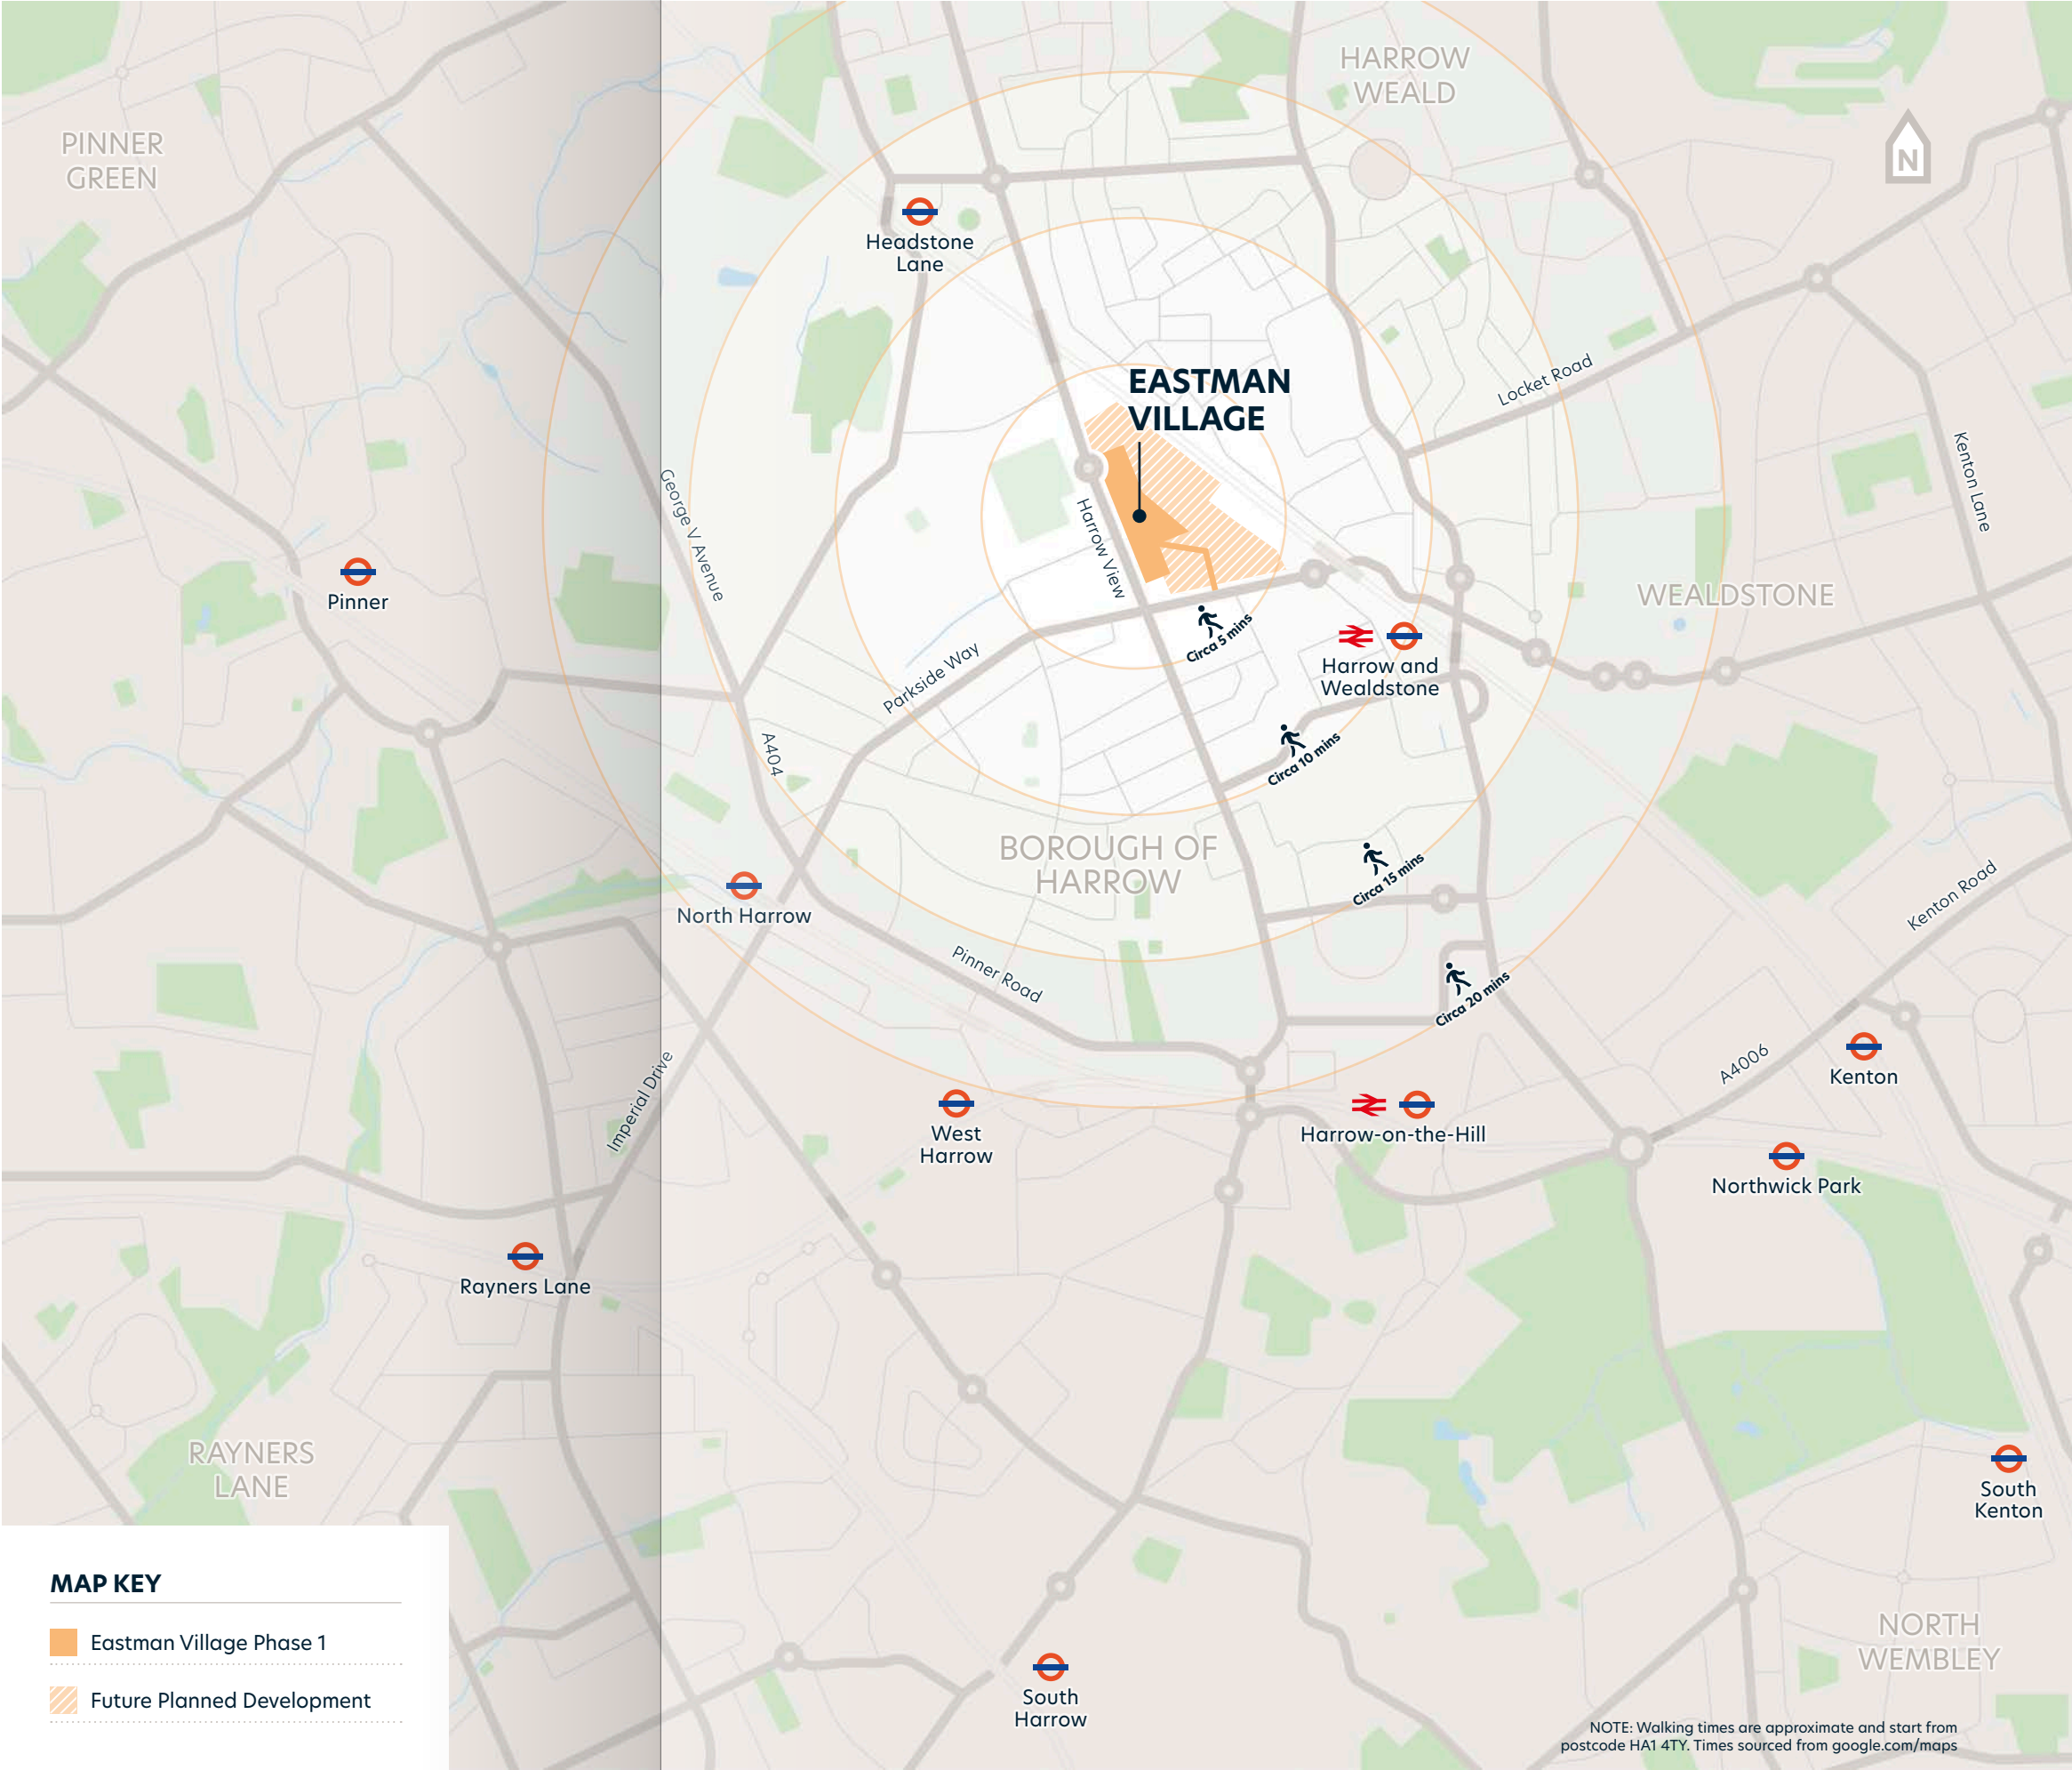 HARROW
WEALD
PINNER
GREEN
N
Headstone
Lane
EASTMAN
VILLAGE
Locket Road
Kenton Lane
George V Avenue
Harrow View
Pinner
WEALDSTONE
Circa 5 mins
Harrow and
Wealdstone
Parkside Way
A404
Circa 10 mins
BOROUGH OF
HARROW
Circa 15 mins
North Harrow
Kenton Road
Pinner Road
Circa 20 mins
A4006
Kenton
Imperial Drive
West
Harrow
Harrow-on-the-Hill
Northwick Park
Rayners Lane
RAYNERS
LANE
South
Kenton
MAP KEY
Eastman Village Phase 1
Future Planned Development
South
Harrow
NORTH
WEMBLEY
NOTE: Walking times are approximate and start from
postcode HA1 4TY. Times sourced from google.com/maps